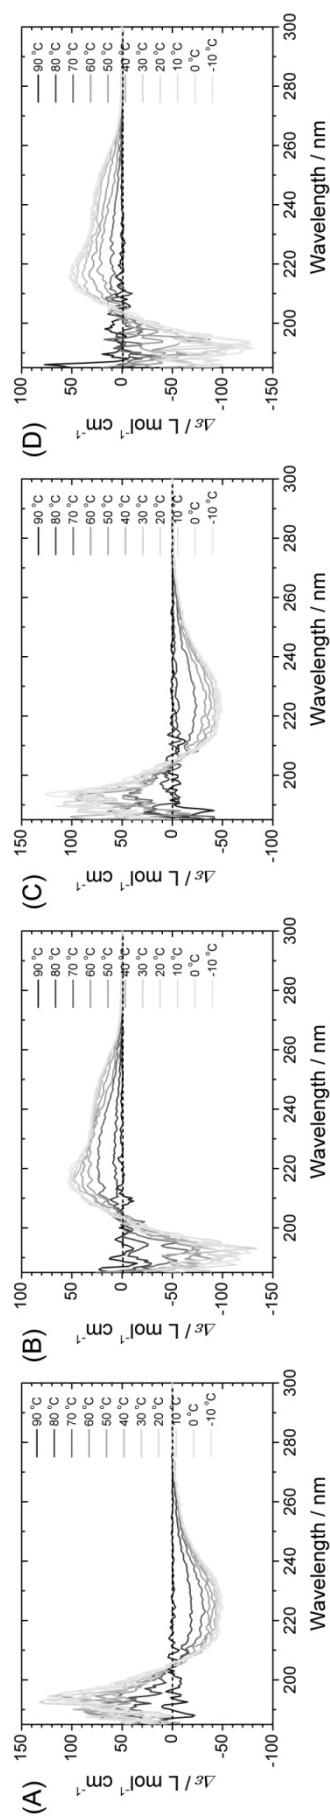 (A)
100
50
0
-50
-100
Δε / L mol⁻¹ cm⁻¹
200
220
240
260
280
300
Wavelength / nm
90 °C
80 °C
70 °C
60 °C
50 °C
40 °C
30 °C
20 °C
10 °C
0 °C
-10 °C
(B)
100
50
0
-50
-100
-150
Δε / L mol⁻¹ cm⁻¹
200
220
240
260
280
300
Wavelength / nm
90 °C
80 °C
70 °C
60 °C
50 °C
40 °C
30 °C
20 °C
10 °C
0 °C
-10 °C
(C)
100
50
0
-50
-100
Δε / L mol⁻¹ cm⁻¹
200
220
240
260
280
300
Wavelength / nm
90 °C
80 °C
70 °C
60 °C
50 °C
40 °C
30 °C
20 °C
10 °C
0 °C
-10 °C
(D)
100
50
0
-50
-100
-150
Δε / L mol⁻¹ cm⁻¹
200
220
240
260
280
300
Wavelength / nm
90 °C
80 °C
70 °C
60 °C
50 °C
40 °C
30 °C
20 °C
10 °C
0 °C
-10 °C